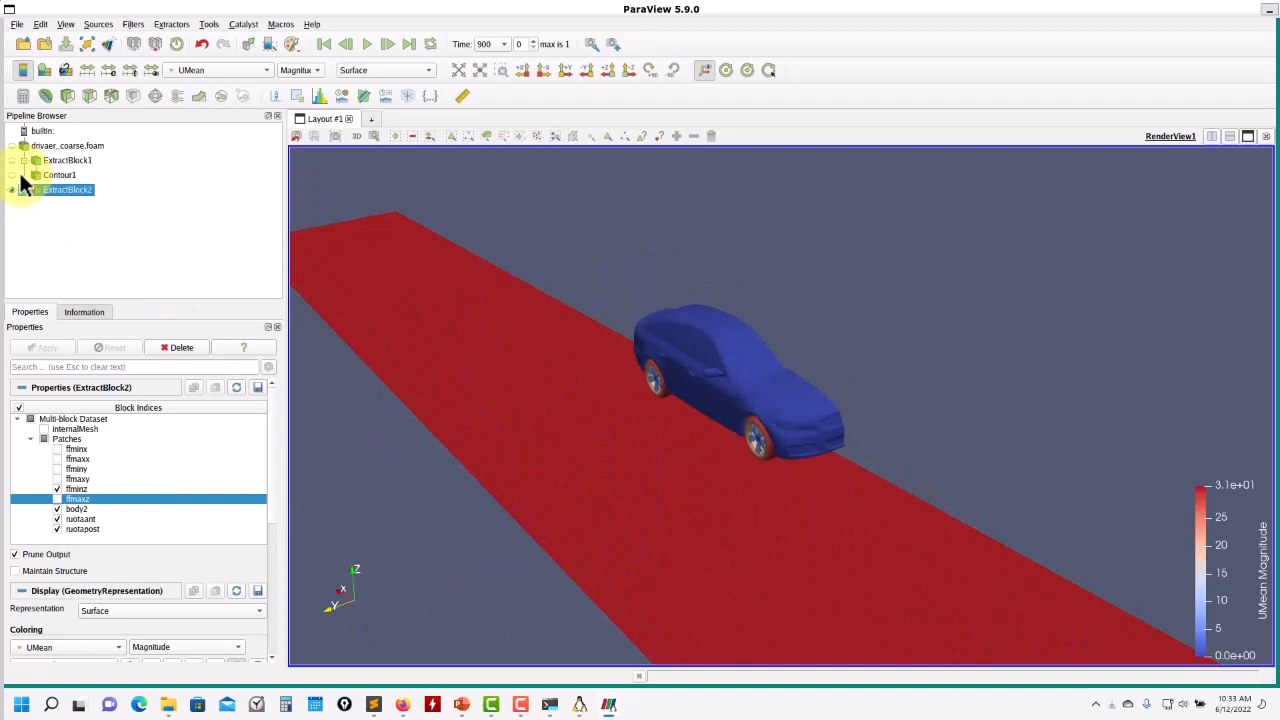 ParaView 5.9.0
File Edit View Sources Filters Extractors Tools Catalyst Macros Help
Time: 900 0 max is 1
UMean Magnitu Surface
Pipeline Browser
Layout #1
+
builtin:
drivaer_coarse.foam
ExtractBlock1
Contour1
ExtractBlock2
3D
RenderView1
Properties Information
Properties
Apply Reset Delete ?
Search ... (use Esc to clear text)
Properties (ExtractBlock2)
Block Indices
Multi-block Dataset
InternalMesh
Patches
ffminx
ffmaxx
ffminy
ffmaxy
ffminz
ffmaxz
body2
ruotaant
ruotapost
Prune Output
Maintain Structure
Display (GeometryRepresentation)
Representation Surface
Coloring
UMean Magnitude
Z
X
Y
3.1e+01
25
20
15
10
5
0.0e+00
UMean Magnitude
10:33 AM
6/12/2022